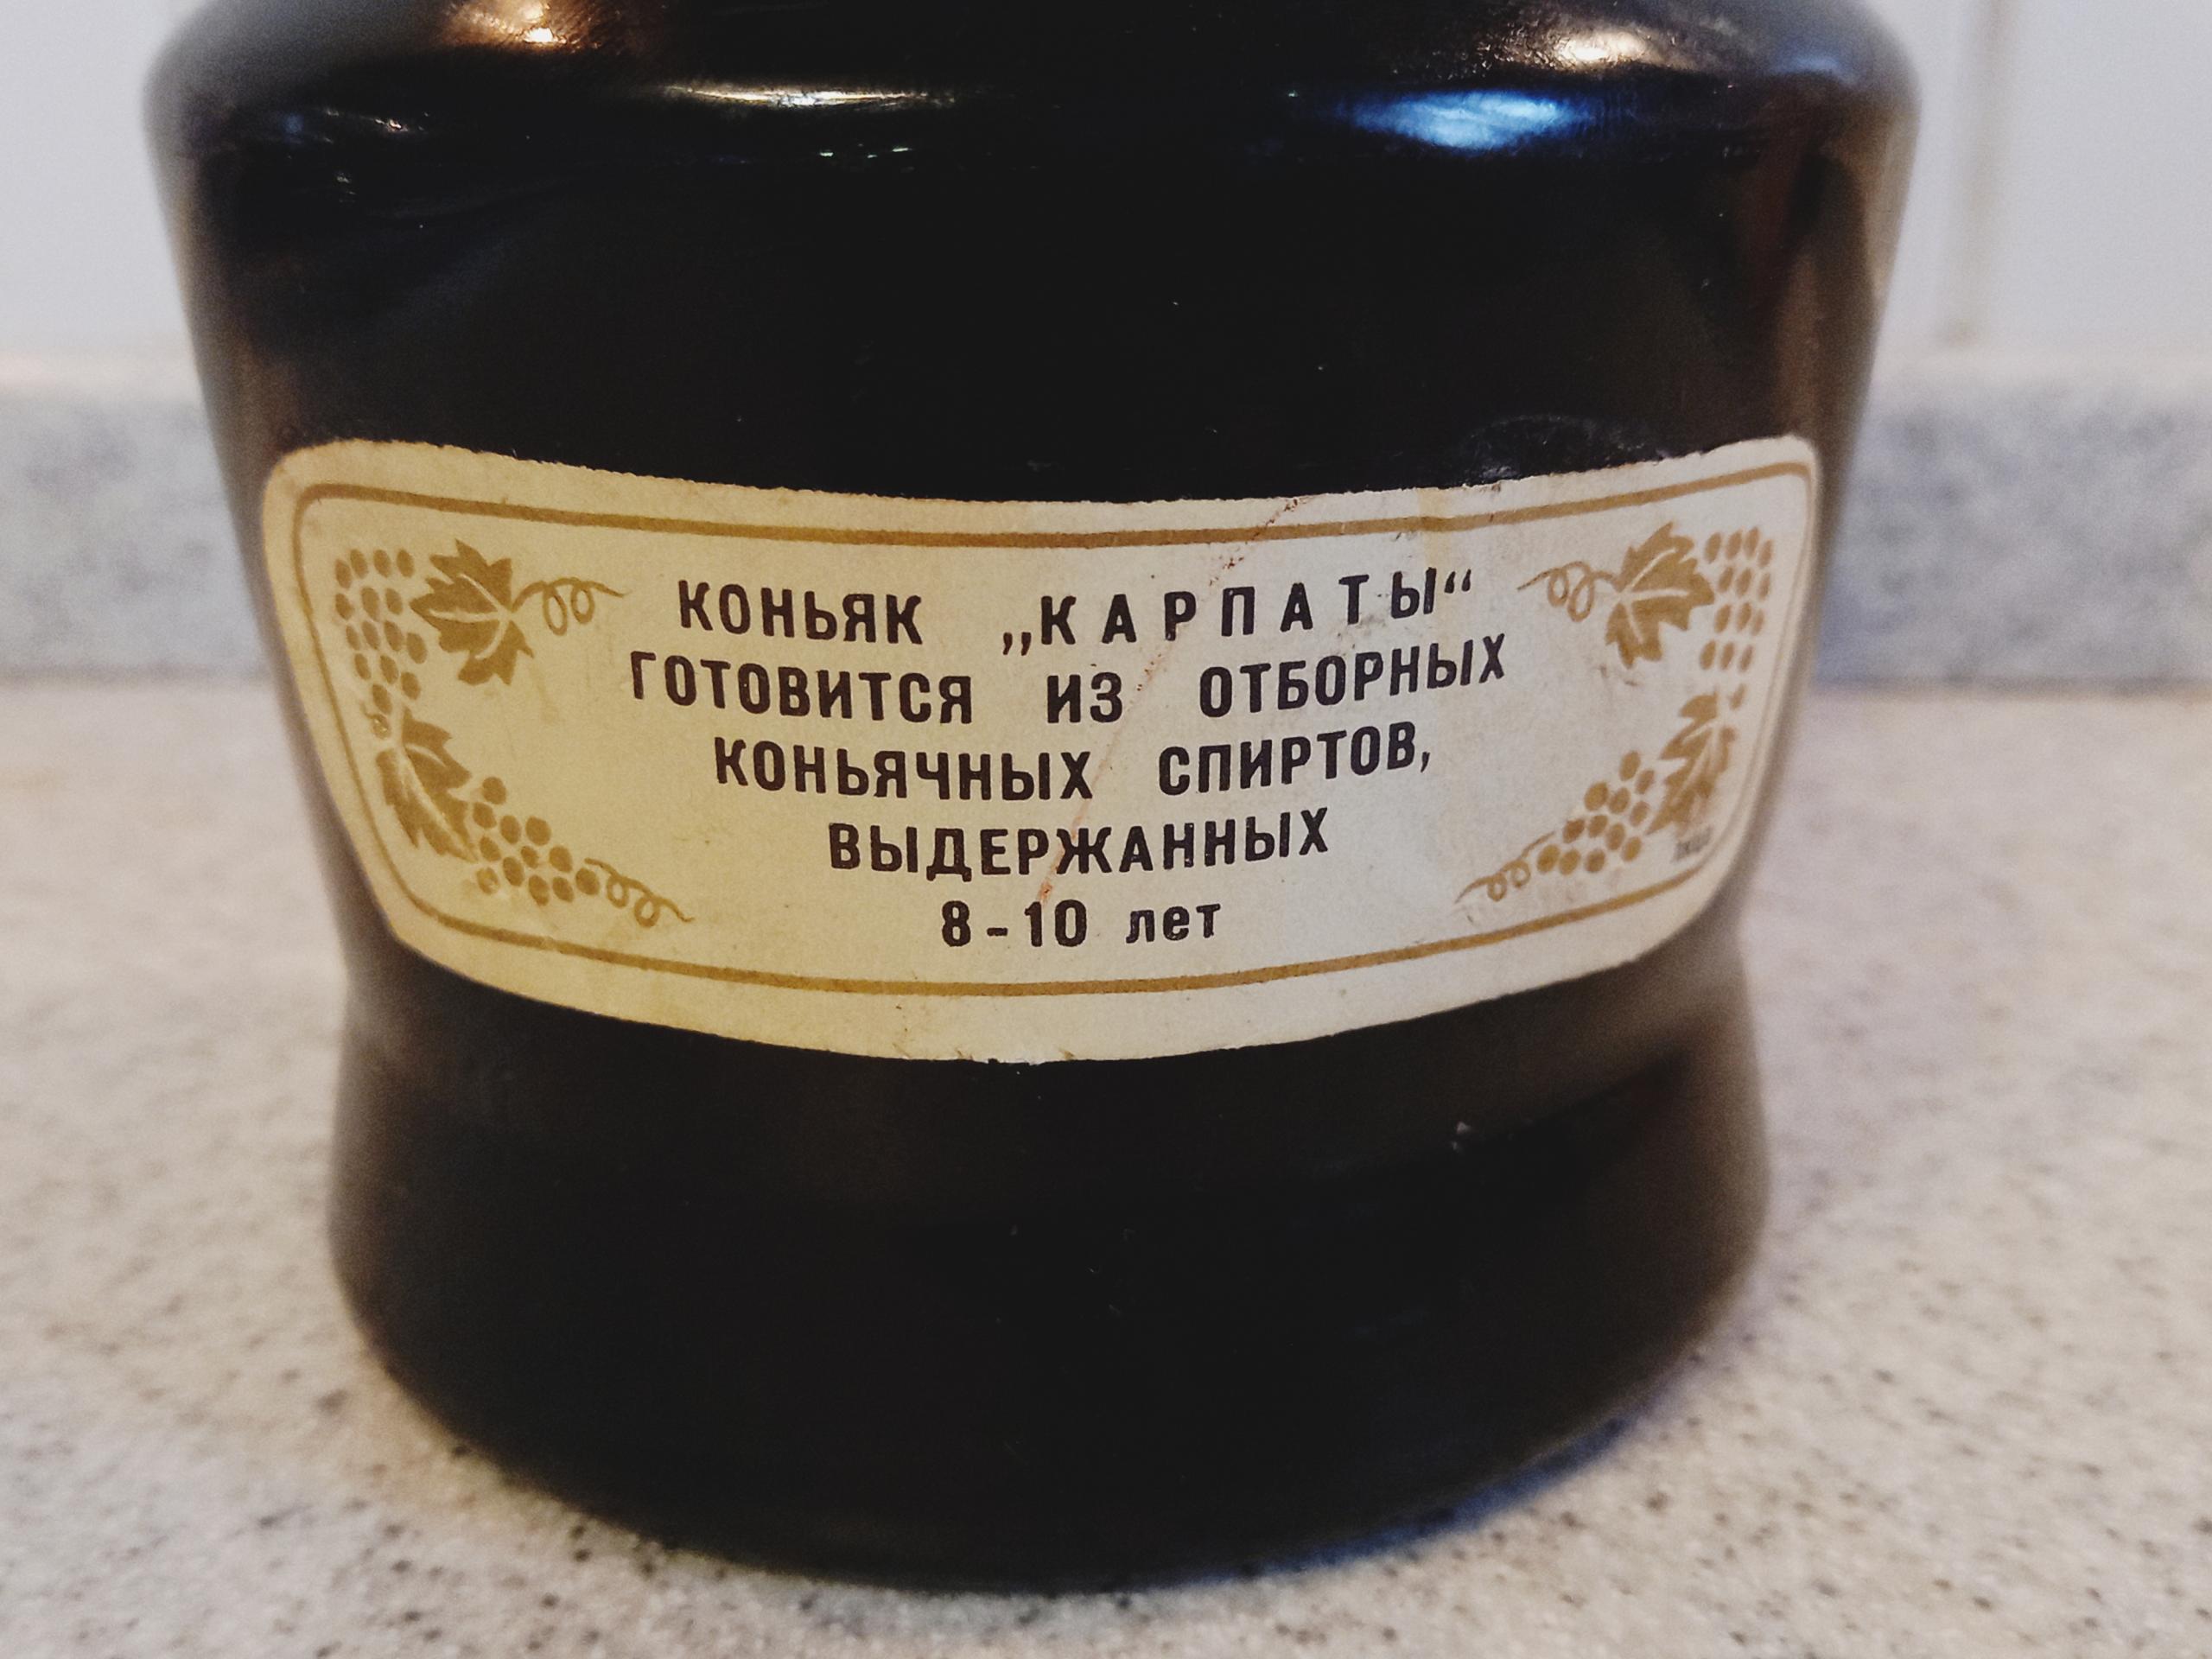 КОНЬЯК „КАРПАТЫ“
ГОТОВИТСЯ ИЗ ОТБОРНЫХ
КОНЬЯЧНЫХ СПИРТОВ,
ВЫДЕРЖАННЫХ
8-10 лет